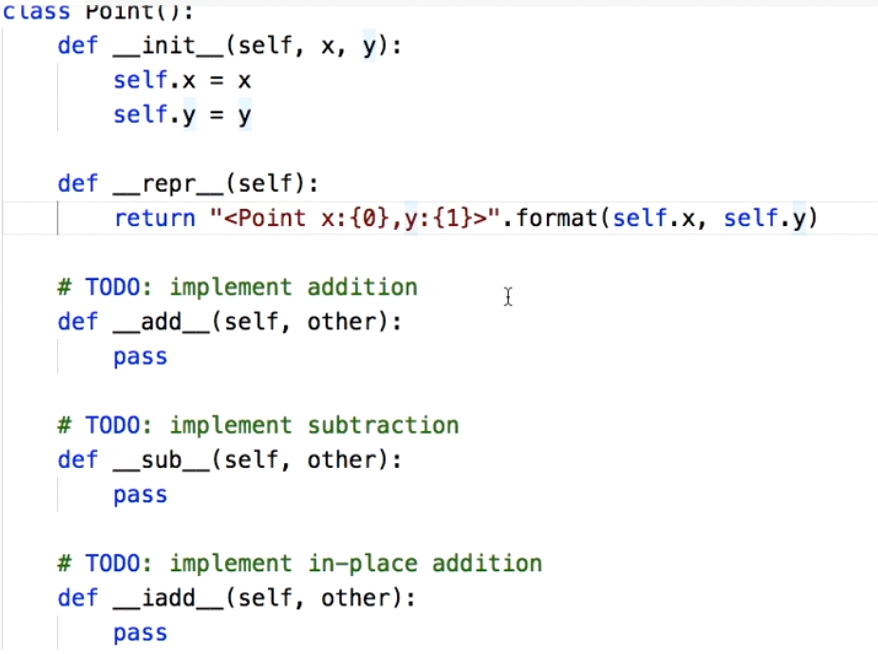 class Point():
    def __init__(self, x, y):
        self.x = x
        self.y = y

    def __repr__(self):
        return "<Point x:{0},y:{1}>".format(self.x, self.y)

    # TODO: implement addition
    def __add__(self, other):
        pass

    # TODO: implement subtraction
    def __sub__(self, other):
        pass

    # TODO: implement in-place addition
    def __iadd__(self, other):
        pass